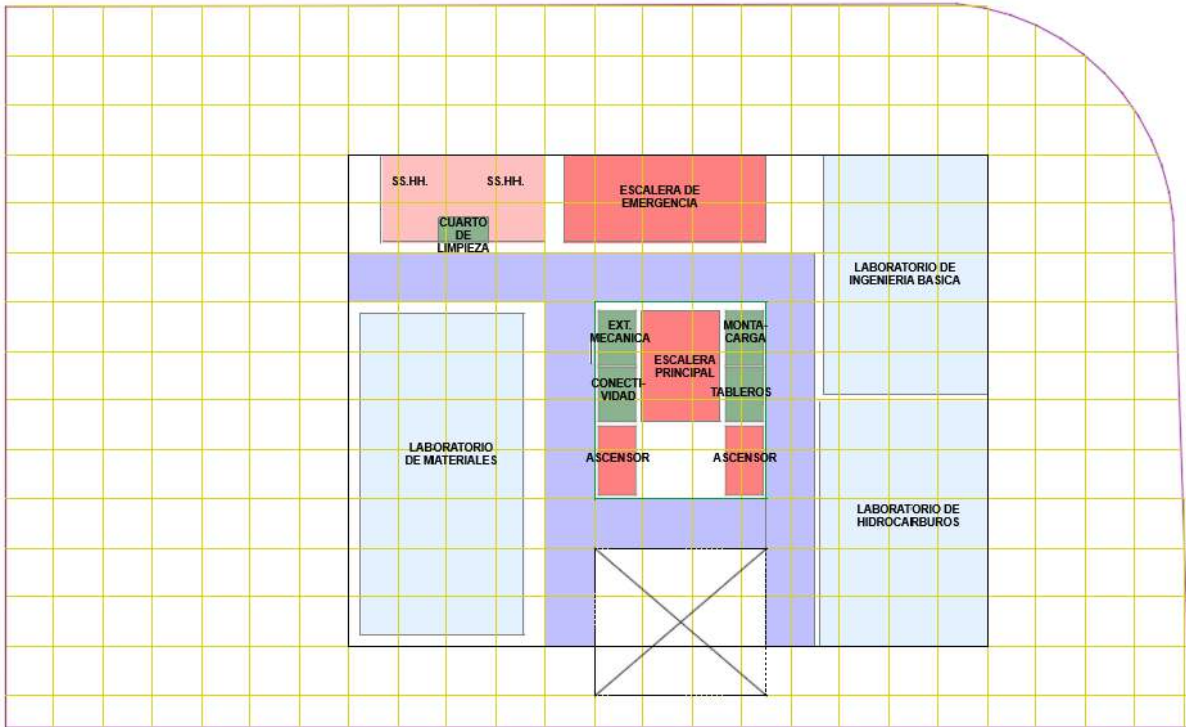 SS.HH.
SS.HH.
ESCALERA DE
EMERGENCIA
CUARTO
DE
LIMPIEZA
LABORATORIO DE
INGENIERIA BASICA
EXT.
MECANICA
MONTA-
CARGA
ESCALERA
PRINCIPAL
CONECTI-
VIDAD
TABLEROS
LABORATORIO
DE MATERIALES
ASCENSOR
ASCENSOR
LABORATORIO DE
HIDROCARBUROS